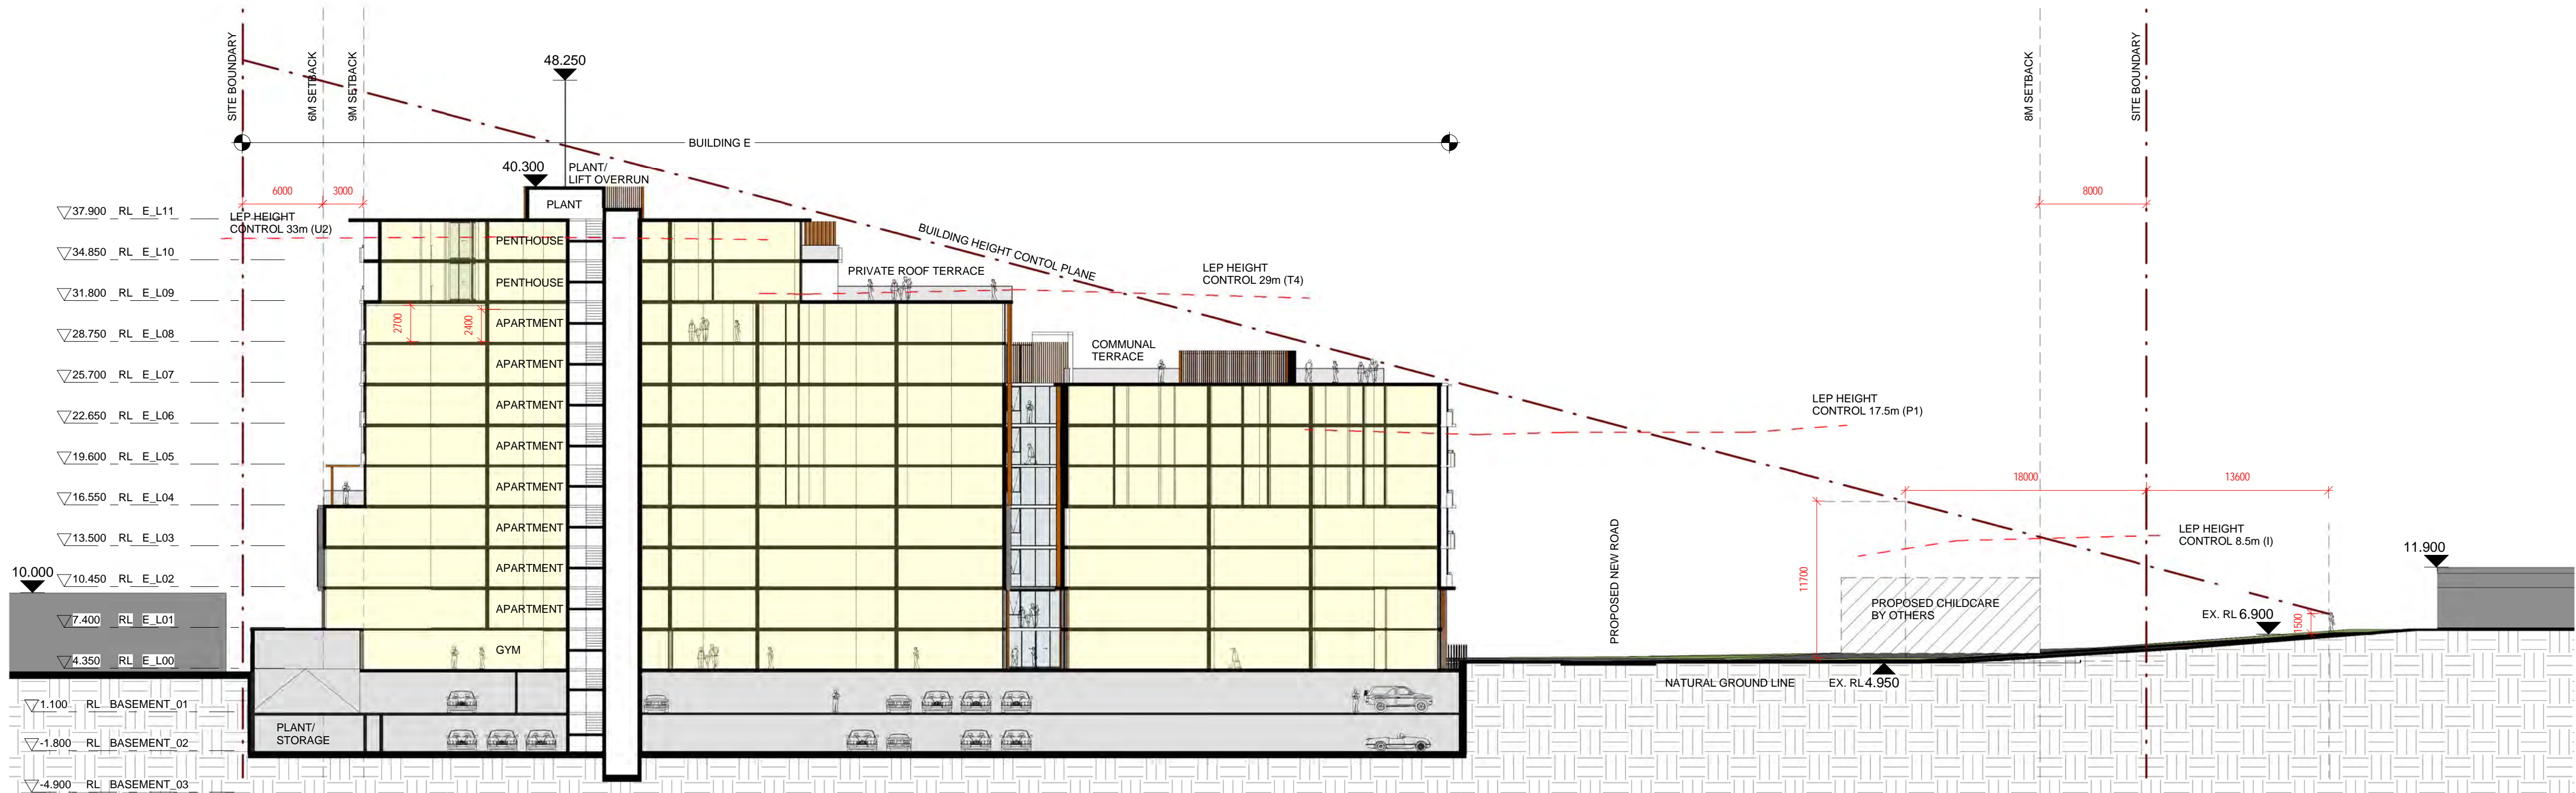 SITE BOUNDARY
6M SETBACK
9M SETBACK
48.250
8M SETBACK
SITE BOUNDARY
BUILDING E
40.300
PLANT/
LIFT OVERRUN
6000
3000
8000
PLANT
37.900 RL E_L11
LEP HEIGHT
CONTROL 33m (U2)
34.850 RL E_L10
31.800 RL E_L09
28.750 RL E_L08
25.700 RL E_L07
22.650 RL E_L06
19.600 RL E_L05
16.550 RL E_L04
13.500 RL E_L03
10.000
10.450 RL E_L02
7.400 RL E_L01
4.350 RL E_L00
1.100 RL BASEMENT_01
-1.800 RL BASEMENT_02
-4.900 RL BASEMENT_03
PENTHOUSE
PENTHOUSE
APARTMENT
APARTMENT
APARTMENT
APARTMENT
APARTMENT
APARTMENT
APARTMENT
APARTMENT
GYM
2700
2400
PLANT/
STORAGE
BUILDING HEIGHT CONTOL PLANE
PRIVATE ROOF TERRACE
LEP HEIGHT
CONTROL 29m (T4)
COMMUNAL
TERRACE
LEP HEIGHT
CONTROL 17.5m (P1)
18000
13600
PROPOSED NEW ROAD
11700
LEP HEIGHT
CONTROL 8.5m (I)
11.900
PROPOSED CHILDCARE
BY OTHERS
EX. RL 6.900
1500
NATURAL GROUND LINE
EX. RL 4.950